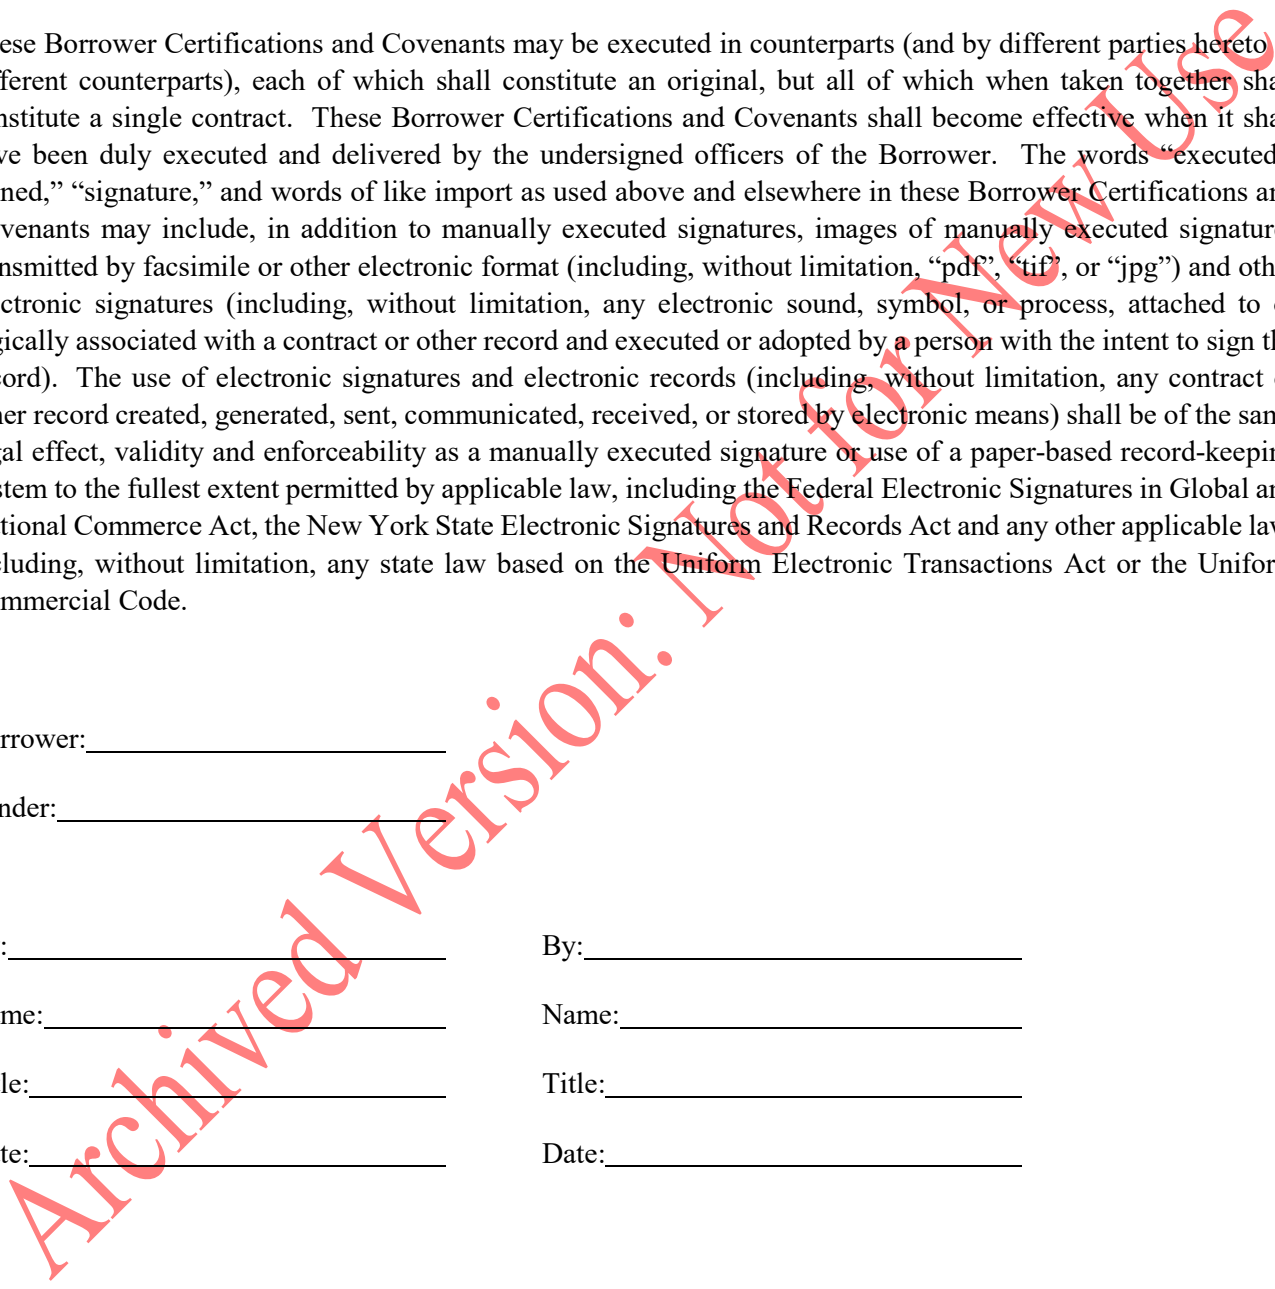 ese Borrower Certifications and Covenants may be executed in counterparts (and by different parties hereto
fferent counterparts), each of which shall constitute an original, but all of which when taken together sha
nstitute a single contract. These Borrower Certifications and Covenants shall become effective when it sha
ve been duly executed and delivered by the undersigned officers of the Borrower. The words “executed
ned,” “signature,” and words of like import as used above and elsewhere in these Borrower Certifications an
venants may include, in addition to manually executed signatures, images of manually executed signature
nsmitted by facsimile or other electronic format (including, without limitation, “pdf”, “tif”, or “jpg”) and oth
ctronic signatures (including, without limitation, any electronic sound, symbol, or process, attached to
gically associated with a contract or other record and executed or adopted by a person with the intent to sign th
cord). The use of electronic signatures and electronic records (including, without limitation, any contract
her record created, generated, sent, communicated, received, or stored by electronic means) shall be of the sam
gal effect, validity and enforceability as a manually executed signature or use of a paper-based record-keepin
stem to the fullest extent permitted by applicable law, including the Federal Electronic Signatures in Global an
tional Commerce Act, the New York State Electronic Signatures and Records Act and any other applicable law
cluding, without limitation, any state law based on the Uniform Electronic Transactions Act or the Unifor
mmercial Code.
rrower:
nder:
: By:
me: Name:
le: Title:
te: Date:
Archived Version: Not for New Use